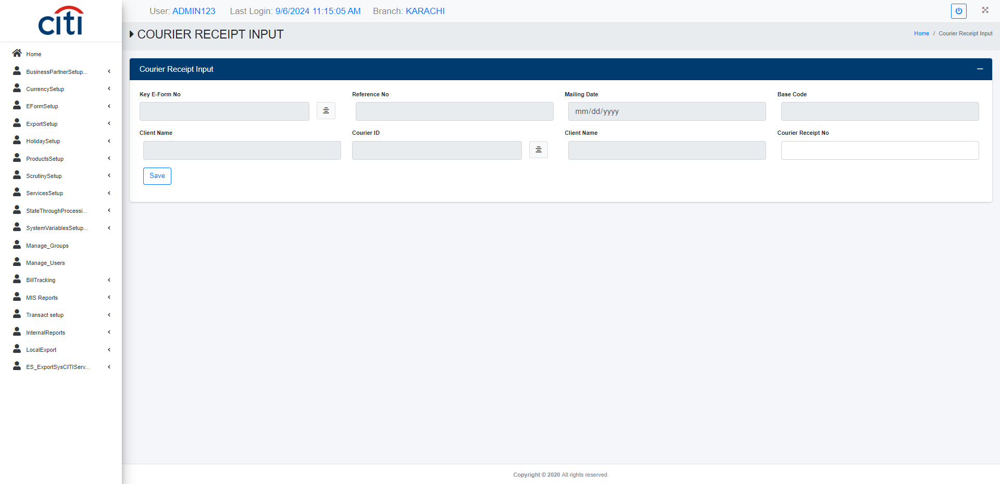 citi
User: ADMIN123 Last Login: 9/6/2024 11:15:05 AM Branch: KARACHI
COURIER RECEIPT INPUT
Home / Courier Receipt Input
Home
BusinessPartnerSetup...
CurrencySetup
EFormSetup
ExportSetup
HolidaySetup
ProductsSetup
ScrutinySetup
ServicesSetup
StateThroughProcessi...
SystemVariablesSetup...
Manage_Groups
Manage_Users
BillTracking
MIS Reports
Transact setup
InternalReports
LocalExport
ES_ExportSysCITIServ...
Courier Receipt Input
Key E-Form No Reference No Mailing Date Base Code
mm/dd/yyyy
Client Name Courier ID Client Name Courier Receipt No
Save
Copyright © 2020 All rights reserved.